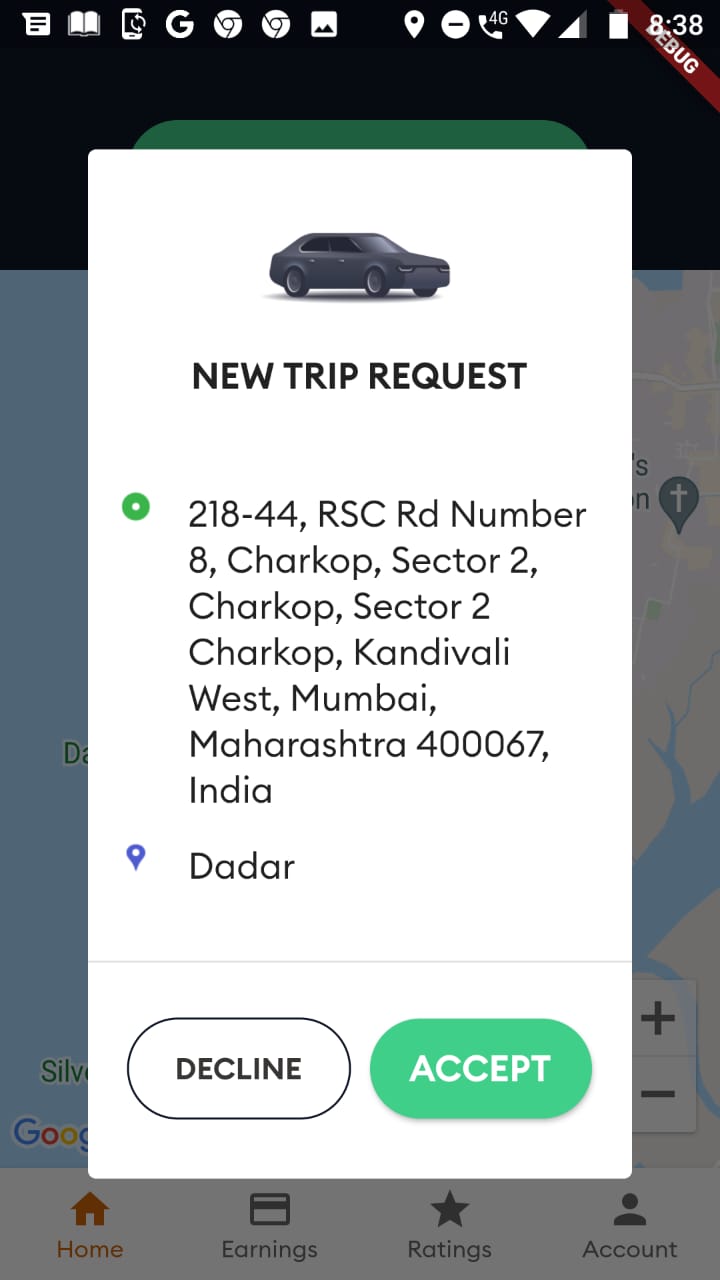 4G
8:38
DEBUG
NEW TRIP REQUEST
's
n
218-44, RSC Rd Number
8, Charkop, Sector 2,
Charkop, Sector 2
Charkop, Kandivali
West, Mumbai,
Maharashtra 400067,
India
Da
Dadar
DECLINE
ACCEPT
Silv
Goog
Home
Earnings
Ratings
Account